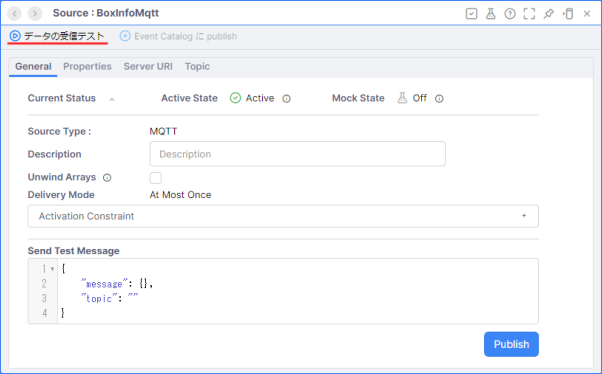 Source : BoxInfoMqtt
データの受信テスト Event Catalog に publish
General Properties Server URI Topic
Current Status Active State Active Mock State Off
Source Type : MQTT
Description Description
Unwind Arrays
Delivery Mode At Most Once
Activation Constraint +
Send Test Message
1 {
2 "message": {},
3 "topic": ""
4 }
Publish